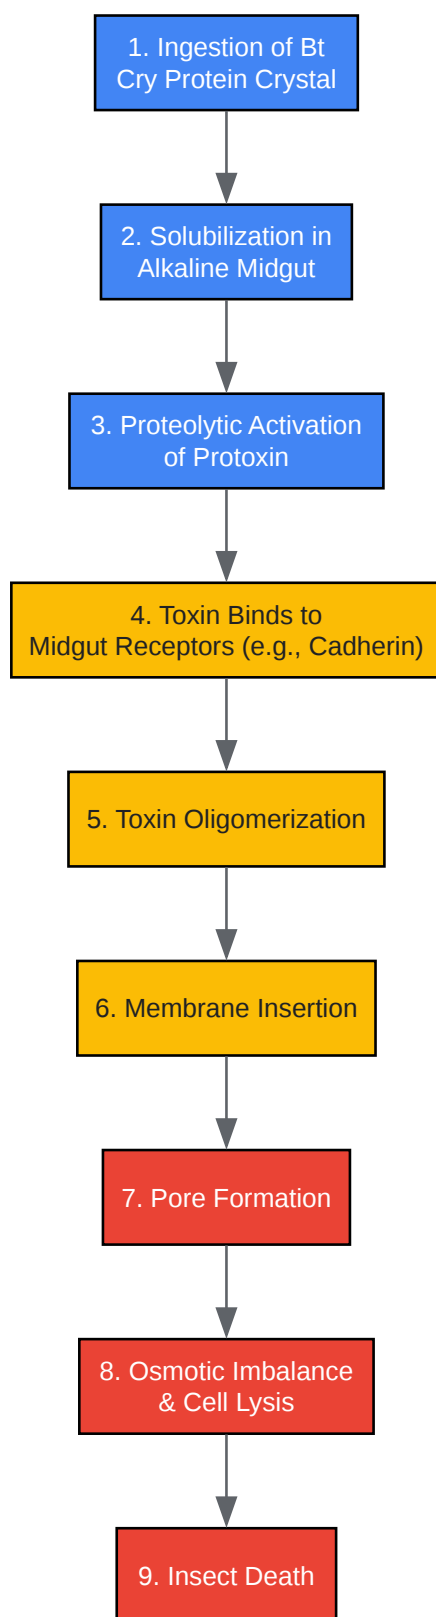 1. Ingestion of Bt
Cry Protein Crystal
2. Solubilization in
Alkaline Midgut
3. Proteolytic Activation
of Protoxin
4. Toxin Binds to
Midgut Receptors (e.g., Cadherin)
5. Toxin Oligomerization
6. Membrane Insertion
7. Pore Formation
8. Osmotic Imbalance
& Cell Lysis
9. Insect Death